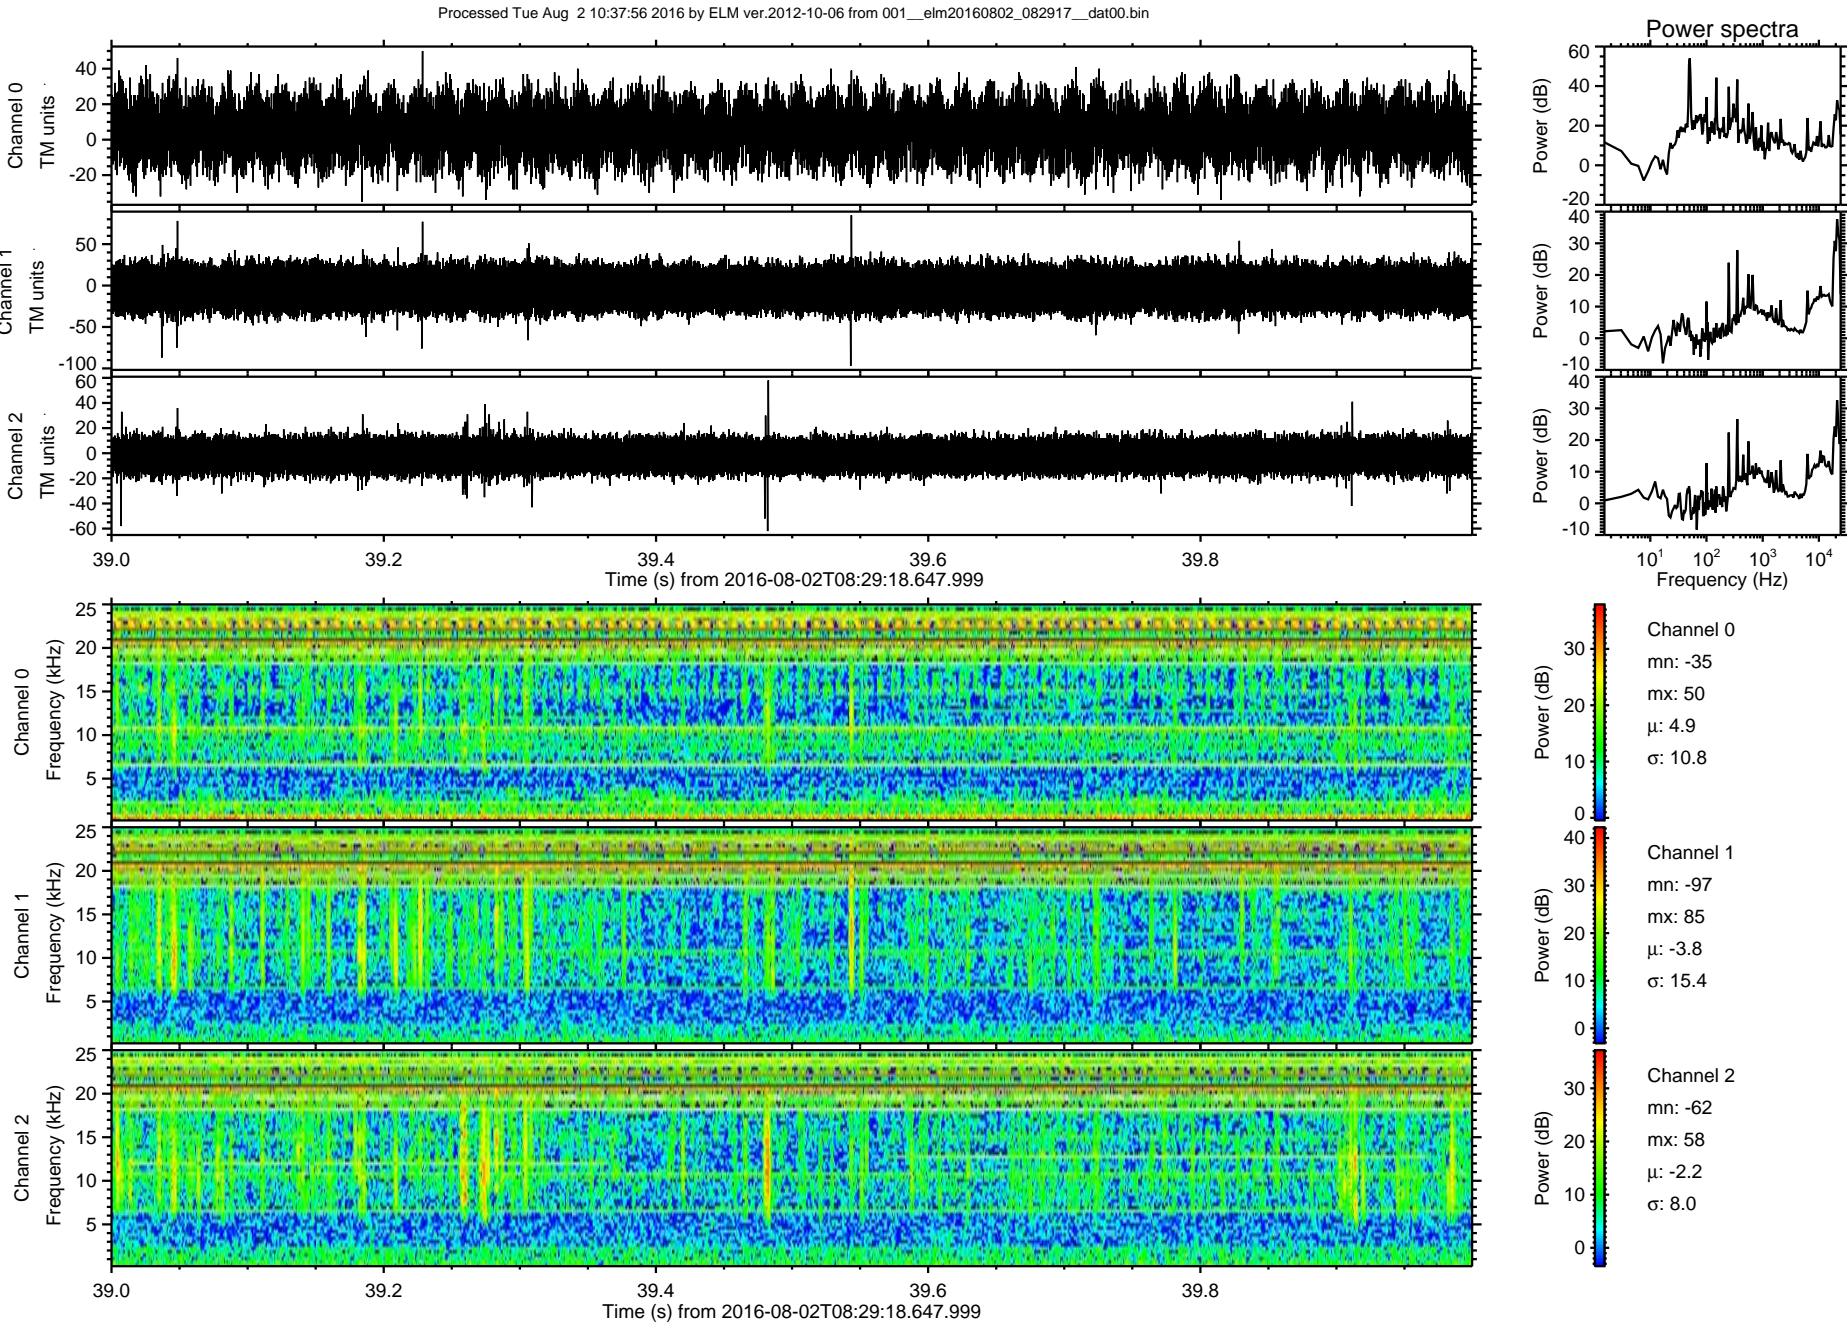 Processed Tue Aug  2 10:37:56 2016 by ELM ver.2012-10-06 from 001__elm20160802_082917__dat00.bin
Power spectra
Channel 0
TM units
40
20
0
-20
Power (dB)
60
40
20
0
-20
Channel 1
TM units
50
0
-50
-100
Power (dB)
40
30
20
10
0
-10
Channel 2
TM units
60
40
20
0
-20
-40
-60
Power (dB)
40
30
20
10
0
-10
39.0 39.2 39.4 39.6 39.8
Time (s) from 2016-08-02T08:29:18.647.999
10^1 10^2 10^3 10^4
Frequency (Hz)
Channel 0
Frequency (kHz)
25
20
15
10
5
Power (dB)
30
20
10
0
Channel 0
mn: -35
mx: 50
μ: 4.9
σ: 10.8
Channel 1
Frequency (kHz)
25
20
15
10
5
Power (dB)
40
30
20
10
0
Channel 1
mn: -97
mx: 85
μ: -3.8
σ: 15.4
Channel 2
Frequency (kHz)
25
20
15
10
5
Power (dB)
30
20
10
0
Channel 2
mn: -62
mx: 58
μ: -2.2
σ: 8.0
39.0 39.2 39.4 39.6 39.8
Time (s) from 2016-08-02T08:29:18.647.999